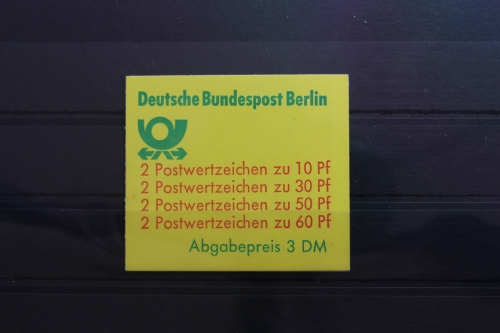 Deutsche Bundespost Berlin
2 Postwertzeichen zu 10 Pf
2 Postwertzeichen zu 30 Pf
2 Postwertzeichen zu 50 Pf
2 Postwertzeichen zu 60 Pf
Abgabepreis 3 DM